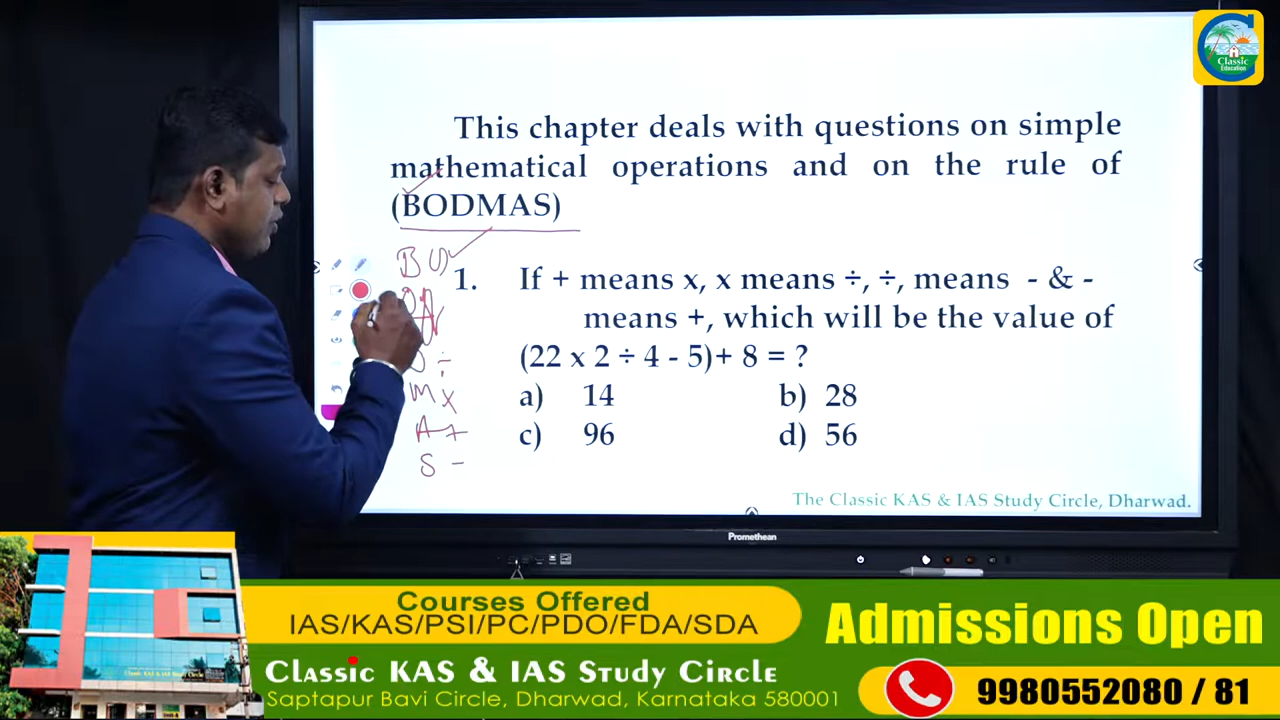 Classic
Education
This chapter deals with questions on simple
mathematical operations and on the rule of
(BODMAS)
B ()
1. If + means x, x means ÷, ÷, means - & -
means +, which will be the value of
(22 x 2 ÷ 4 - 5)+ 8 = ?
÷
M x
A +
S -
a) 14 b) 28
c) 96 d) 56
The Classic KAS & IAS Study Circle, Dharwad.
Promethean
Courses Offered
IAS/KAS/PSI/PC/PDO/FDA/SDA
Classic KAS & IAS Study Circle
Saptapur Bavi Circle, Dharwad, Karnataka 580001
Admissions Open
9980552080 / 81